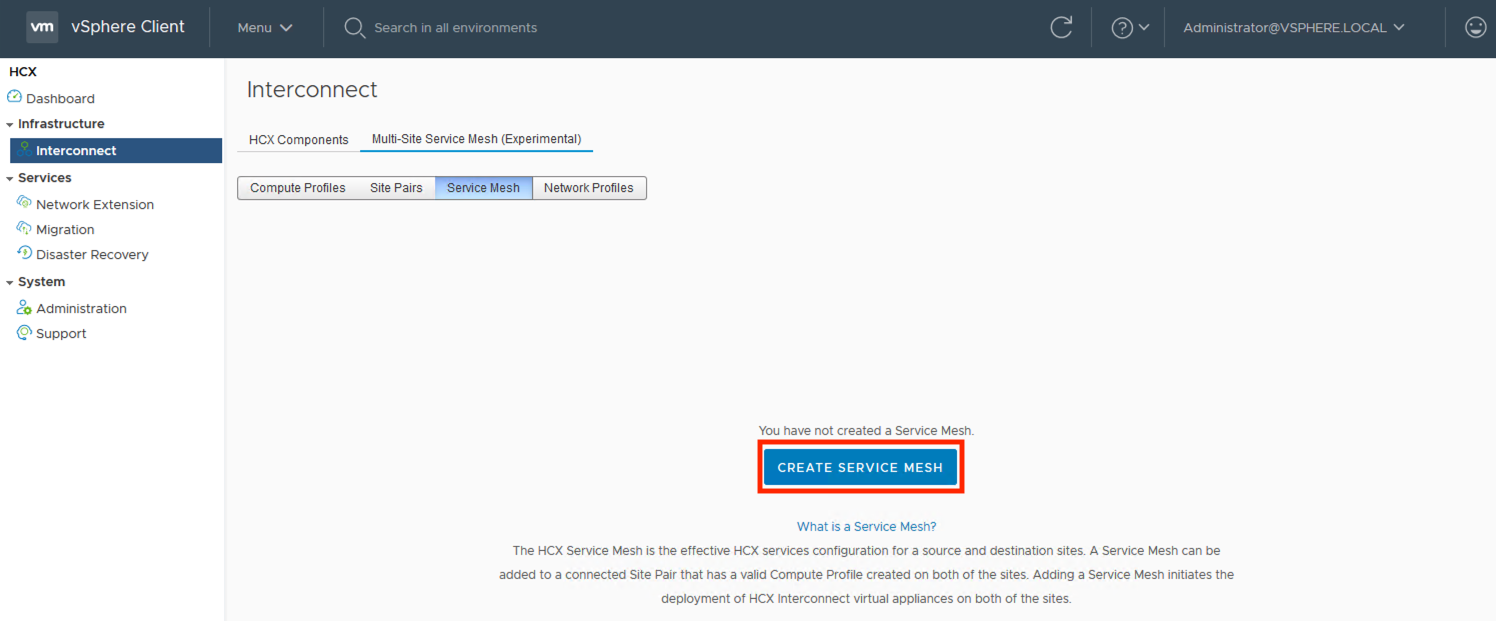 vm vSphere Client Menu Search in all environments Administrator@VSPHERE.LOCAL
HCX
Dashboard
Infrastructure
Interconnect
Services
Network Extension
Migration
Disaster Recovery
System
Administration
Support
Interconnect
HCX Components Multi-Site Service Mesh (Experimental)
Compute Profiles Site Pairs Service Mesh Network Profiles
You have not created a Service Mesh.
CREATE SERVICE MESH
What is a Service Mesh?
The HCX Service Mesh is the effective HCX services configuration for a source and destination sites. A Service Mesh can be
added to a connected Site Pair that has a valid Compute Profile created on both of the sites. Adding a Service Mesh initiates the
deployment of HCX Interconnect virtual appliances on both of the sites.